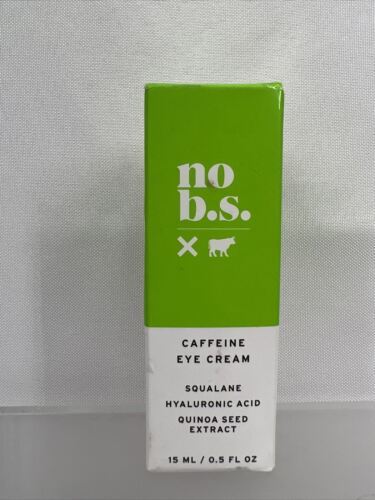 no
b.s.
CAFFEINE
EYE CREAM
SQUALANE
HYALURONIC ACID
QUINOA SEED
EXTRACT
15 ML / 0.5 FL OZ